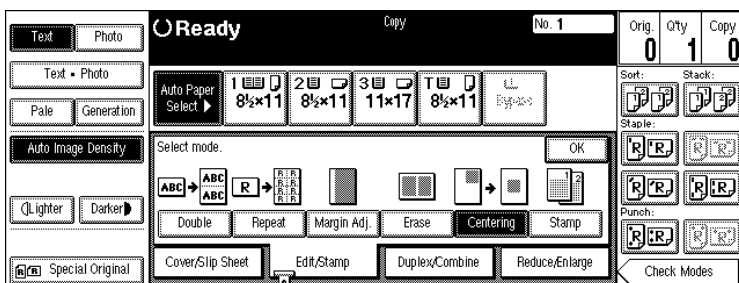 Text
Photo
Text • Photo
Pale
Generation
Auto Image Density
Lighter
Darker
Special Original
Ready
Copy
No. 1
Auto Paper
Select ▶
1
8½×11
2
8½×11
3
11×17
T
8½×11
Bypass
Select mode.
OK
ABC
ABC
ABC
R
R R
R R
R R
1 2
Double
Repeat
Margin Adj.
Erase
Centering
Stamp
Cover/Slip Sheet
Edit/Stamp
Duplex/Combine
Reduce/Enlarge
Orig.
Q'ty
Copy
0
1
0
Sort:
Stack:
Staple:
Punch:
Check Modes